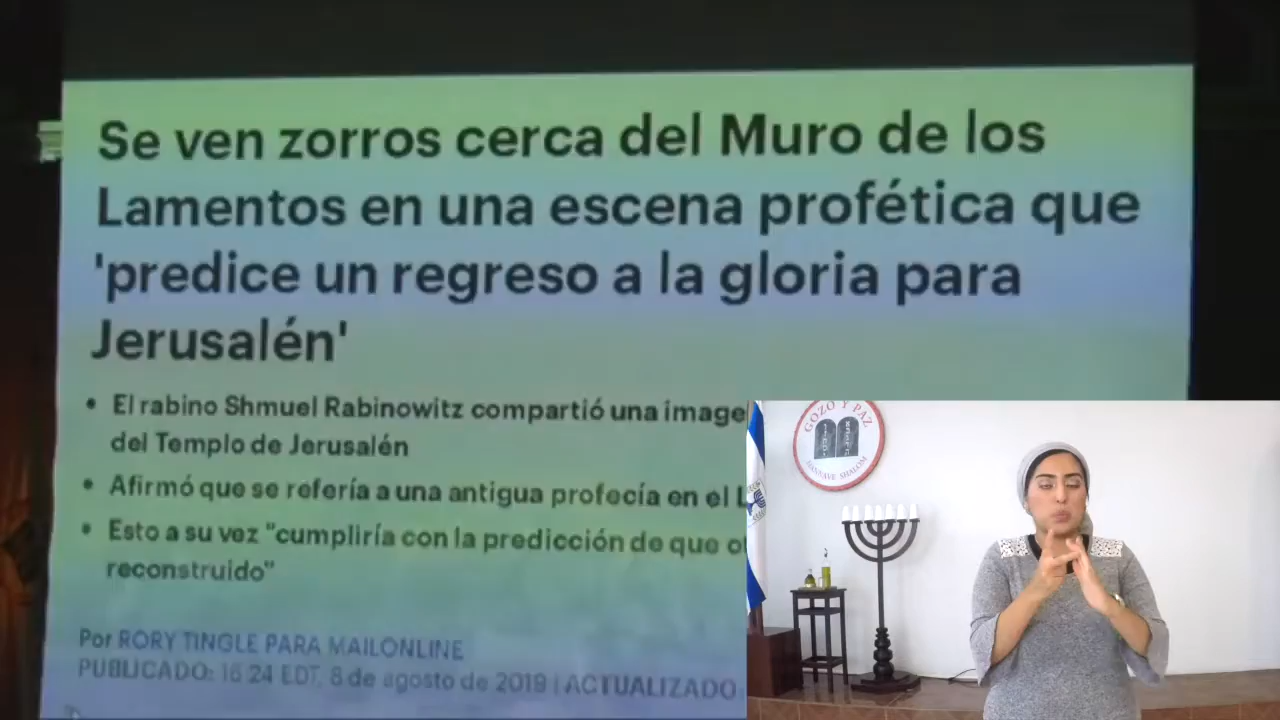 Se ven zorros cerca del Muro de los
Lamentos en una escena profética que
'predice un regreso a la gloria para
Jerusalén'
• El rabino Shmuel Rabinowitz compartió una image
del Templo de Jerusalén
• Afirmó que se refería a una antigua profecía en el L
• Esto a su vez "cumpliría con la predicción de que o
reconstruido"
Por RORY TINGLE PARA MAILONLINE
PUBLICADO: 16:24 EDT, 8 de agosto de 2019 | ACTUALIZADO
GOZO Y PAZ
HANNAVE SHALOM